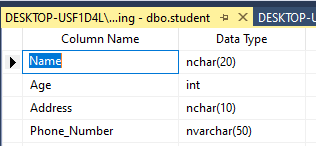 DESKTOP-USF1D4L\...ing - dbo.student DESKTOP-U
Column Name Data Type
Name nchar(20)
Age int
Address nchar(10)
Phone_Number nvarchar(50)